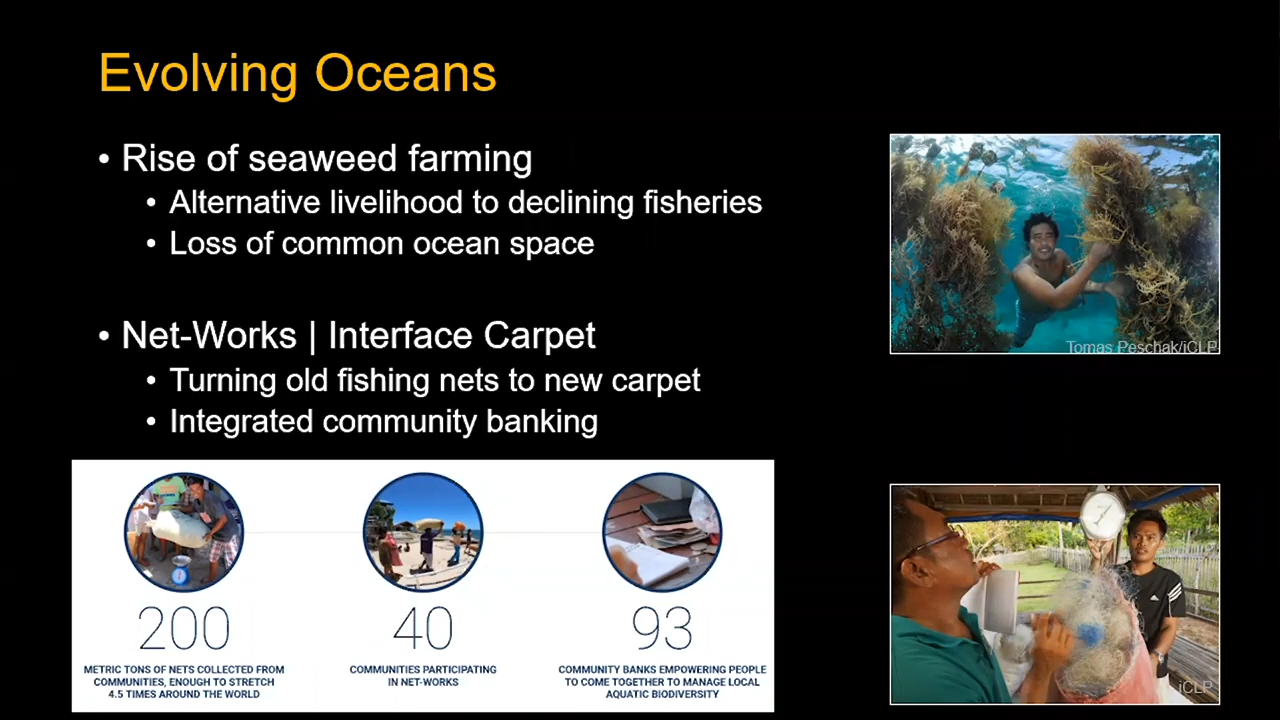 Evolving Oceans
• Rise of seaweed farming
• Alternative livelihood to declining fisheries
• Loss of common ocean space
Tomas Peschak/iCLP
• Net-Works | Interface Carpet
• Turning old fishing nets to new carpet
• Integrated community banking
200
METRIC TONS OF NETS COLLECTED FROM
COMMUNITIES, ENOUGH TO STRETCH
4.5 TIMES AROUND THE WORLD
40
COMMUNITIES PARTICIPATING
IN NET-WORKS
93
COMMUNITY BANKS EMPOWERING PEOPLE
TO COME TOGETHER TO MANAGE LOCAL
AQUATIC BIODIVERSITY
iCLP